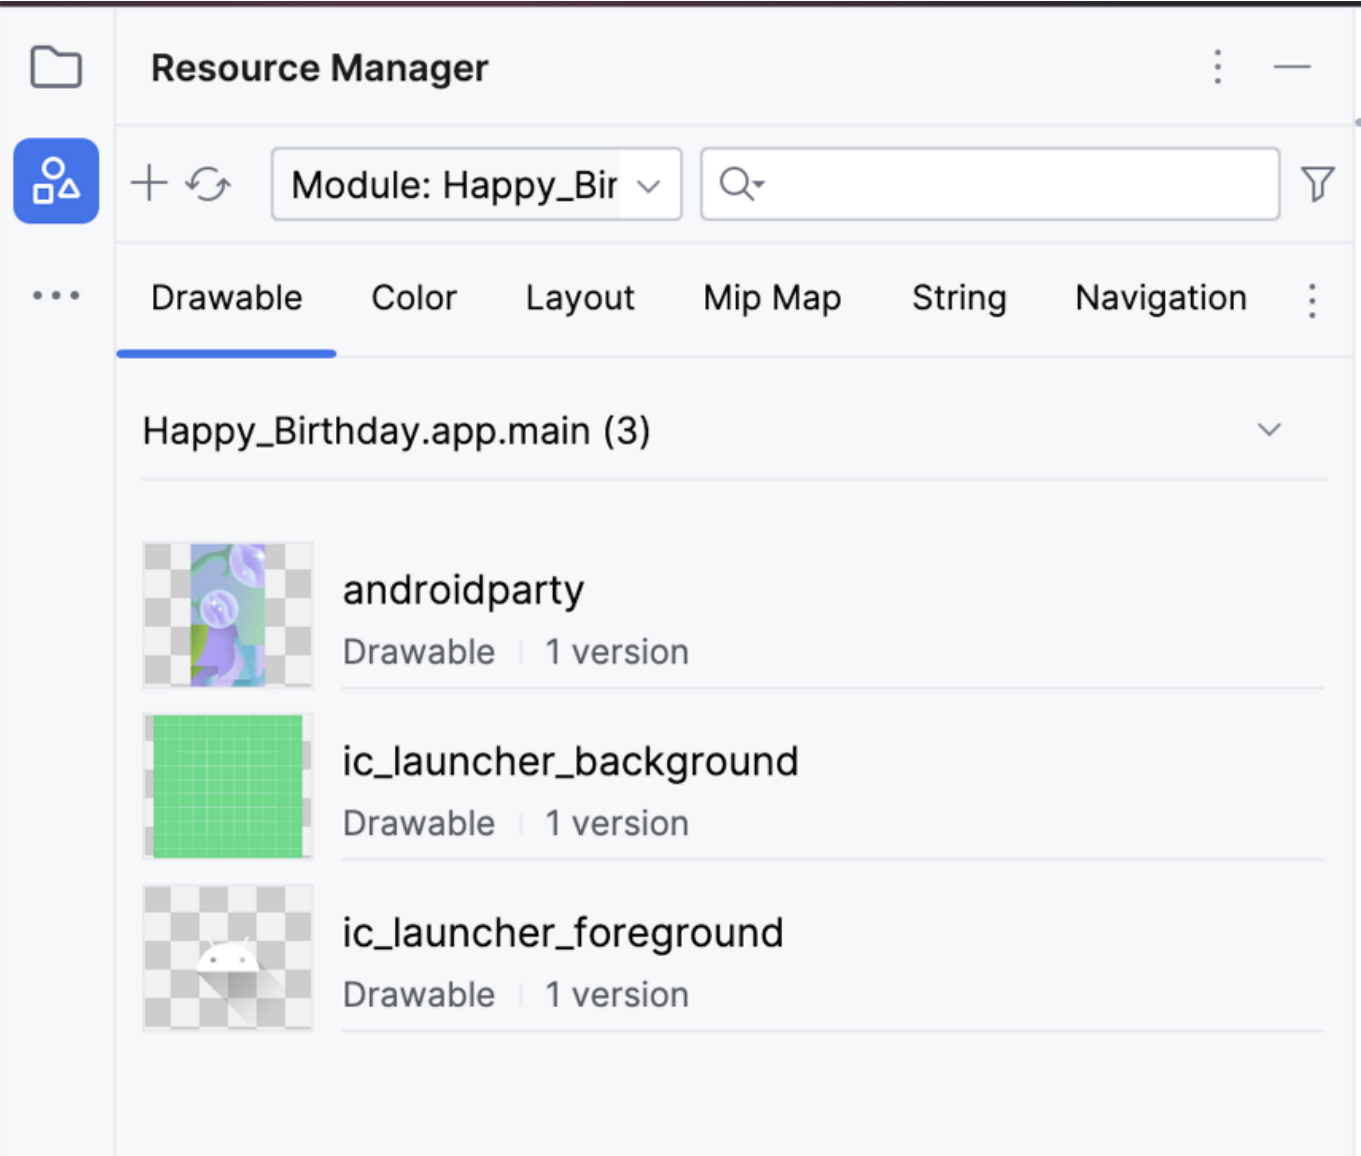 Resource Manager
Module: Happy_Bir
Drawable Color Layout Mip Map String Navigation
Happy_Birthday.app.main (3)
androidparty
Drawable 1 version
ic_launcher_background
Drawable 1 version
ic_launcher_foreground
Drawable 1 version